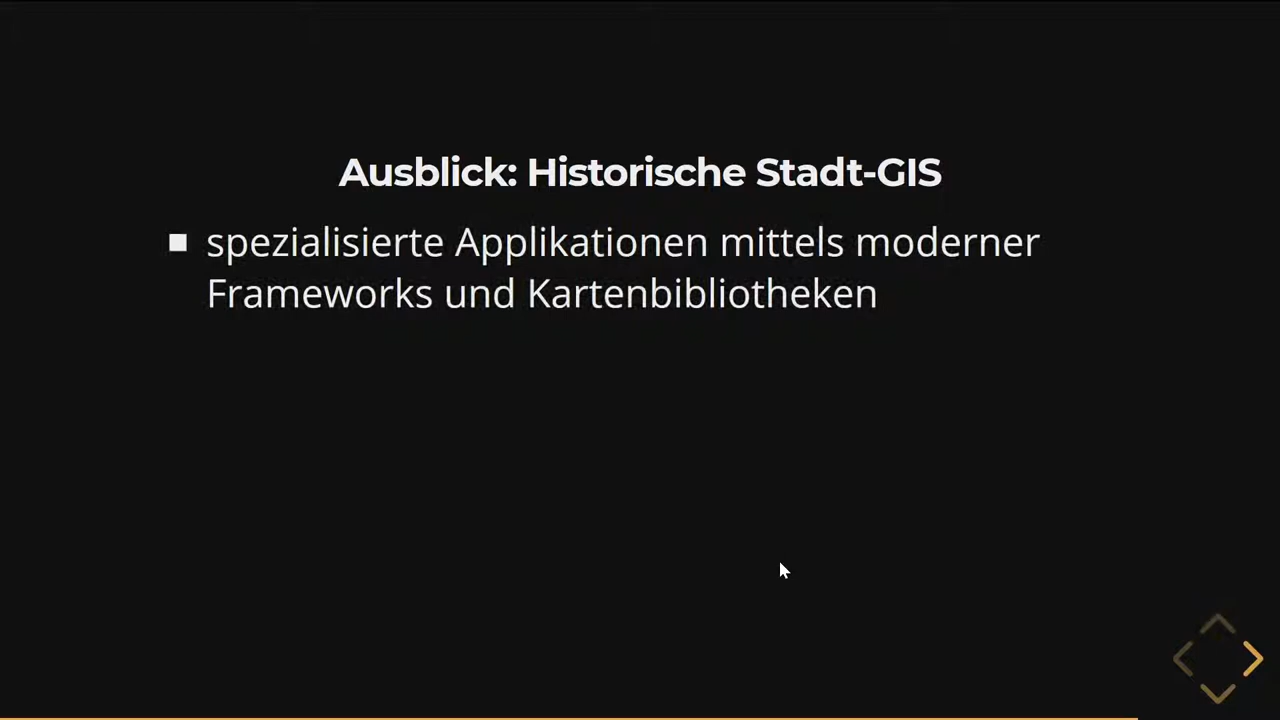 Ausblick: Historische Stadt-GIS
spezialisierte Applikationen mittels moderner
Frameworks und Kartenbibliotheken